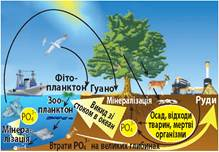 Фіто-
планктон
Гуано
Зоо-
планктон
PO₄
Мінера-
лізація
Викид зі
стоком в океан
Мінералізація
PO₄
Руди
Осад, відходи
тварин, мертві
організми
Втрати PO₄ на великих глибинах